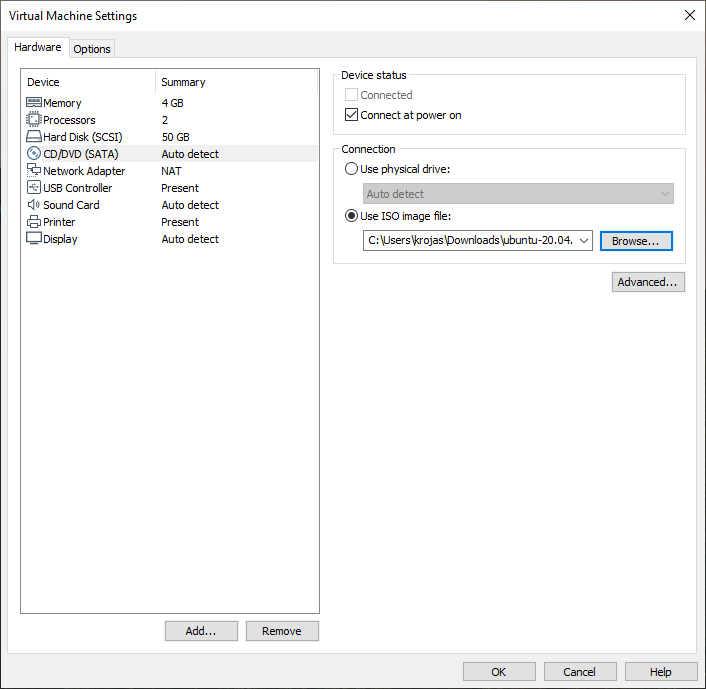 Virtual Machine Settings
Hardware
Options
Device Summary
Memory 4 GB
Processors 2
Hard Disk (SCSI) 50 GB
CD/DVD (SATA) Auto detect
Network Adapter NAT
USB Controller Present
Sound Card Auto detect
Printer Present
Display Auto detect
Add...
Remove
Device status
Connected
Connect at power on
Connection
Use physical drive:
Auto detect
Use ISO image file:
C:\Users\krojas\Downloads\ubuntu-20.04.
Browse...
Advanced...
OK
Cancel
Help